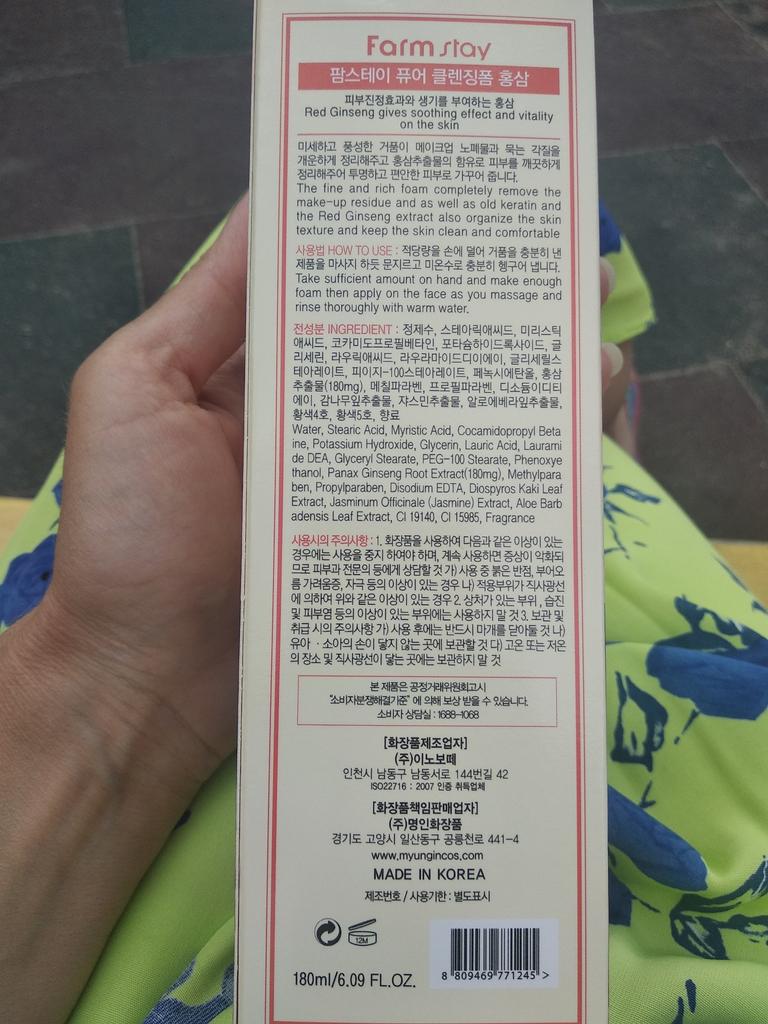 Farm stay
팜스테이 퓨어 클렌징폼 홍삼
피부진정효과와 생기를 부여하는 홍삼
Red Ginseng gives soothing effect and vitality
on the skin
미세하고 풍성한 거품이 메이크업 노폐물과 묵는 각질을
개운하게 정리해주고 홍삼추출물의 함유로 피부를 깨끗하게
정리해주어 투명하고 편안한 피부로 가꾸어 줍니다.
The fine and rich foam completely remove the
make-up residue and as well as old keratin and
the Red Ginseng extract also organize the skin
texture and keep the skin clean and comfortable
사용법 HOW TO USE : 적당량을 손에 덜어 거품을 충분히 낸
제품을 마사지 하듯 문지르고 미온수로 충분히 헹구어 냅니다.
Take sufficient amount on hand and make enough
foam then apply on the face as you massage and
rinse thoroughly with warm water.
전성분 INGREDIENT : 정제수, 스테아릭애씨드, 미리스틱
애씨드, 코카미도프로필베타인, 포타슘하이드록사이드, 글
리세린, 라우릭애씨드, 라우라마이드디이에이, 글리세릴스
테아레이트, 피이지-100스테아레이트, 페녹시에탄올, 홍삼
추출물(180mg), 메칠파라벤, 프로필파라벤, 디소듐이디티
에이, 감나무잎추출물, 쟈스민추출물, 알로에베라잎추출물,
황색4호, 황색5호, 향료
Water, Stearic Acid, Myristic Acid, Cocamidopropyl Beta
ine, Potassium Hydroxide, Glycerin, Lauric Acid, Laurami
de DEA, Glyceryl Stearate, PEG-100 Stearate, Phenoxye
thanol, Panax Ginseng Root Extract(180mg), Methylpara
ben, Propylparaben, Disodium EDTA, Diospyros Kaki Leaf
Extract, Jasminum Officinale (Jasmine) Extract, Aloe Barb
adensis Leaf Extract, CI 19140, CI 15985, Fragrance
사용시의 주의사항 : 1. 화장품을 사용하여 다음과 같은 이상이 있는
경우에는 사용을 중지 하여야 하며, 계속 사용하면 증상이 악화되
므로 피부과 전문의 등에게 상담할 것 가) 사용 중 붉은 반점, 부어오
름 가려움증, 자극 등의 이상이 있는 경우 나) 적용부위가 직사광선
에 의하여 위와 같은 이상이 있는 경우 2. 상처가 있는 부위, 습진
및 피부염 등의 이상이 있는 부위에는 사용하지 말 것 3. 보관 및
취급 시의 주의사항 가) 사용 후에는 반드시 마개를 닫아둘 것 나)
유아 · 소아의 손이 닿지 않는 곳에 보관할 것 다) 고온 또는 저온
의 장소 및 직사광선이 닿는 곳에는 보관하지 말 것
본 제품은 공정거래위원회고시
"소비자분쟁해결기준" 에 의해 보상 받을 수 있습니다.
소비자 상담실 : 1688-1068
[화장품제조업자]
(주)이노보떼
인천시 남동구 남동서로 144번길 42
ISO22716 : 2007 인증 취득업체
[화장품책임판매업자]
(주)명인화장품
경기도 고양시 일산동구 공릉천로 441-4
www.myungincos.com
MADE IN KOREA
제조번호 / 사용기한 : 별도표시
12M
180ml/6.09 FL.OZ.
8 809469 771245 >